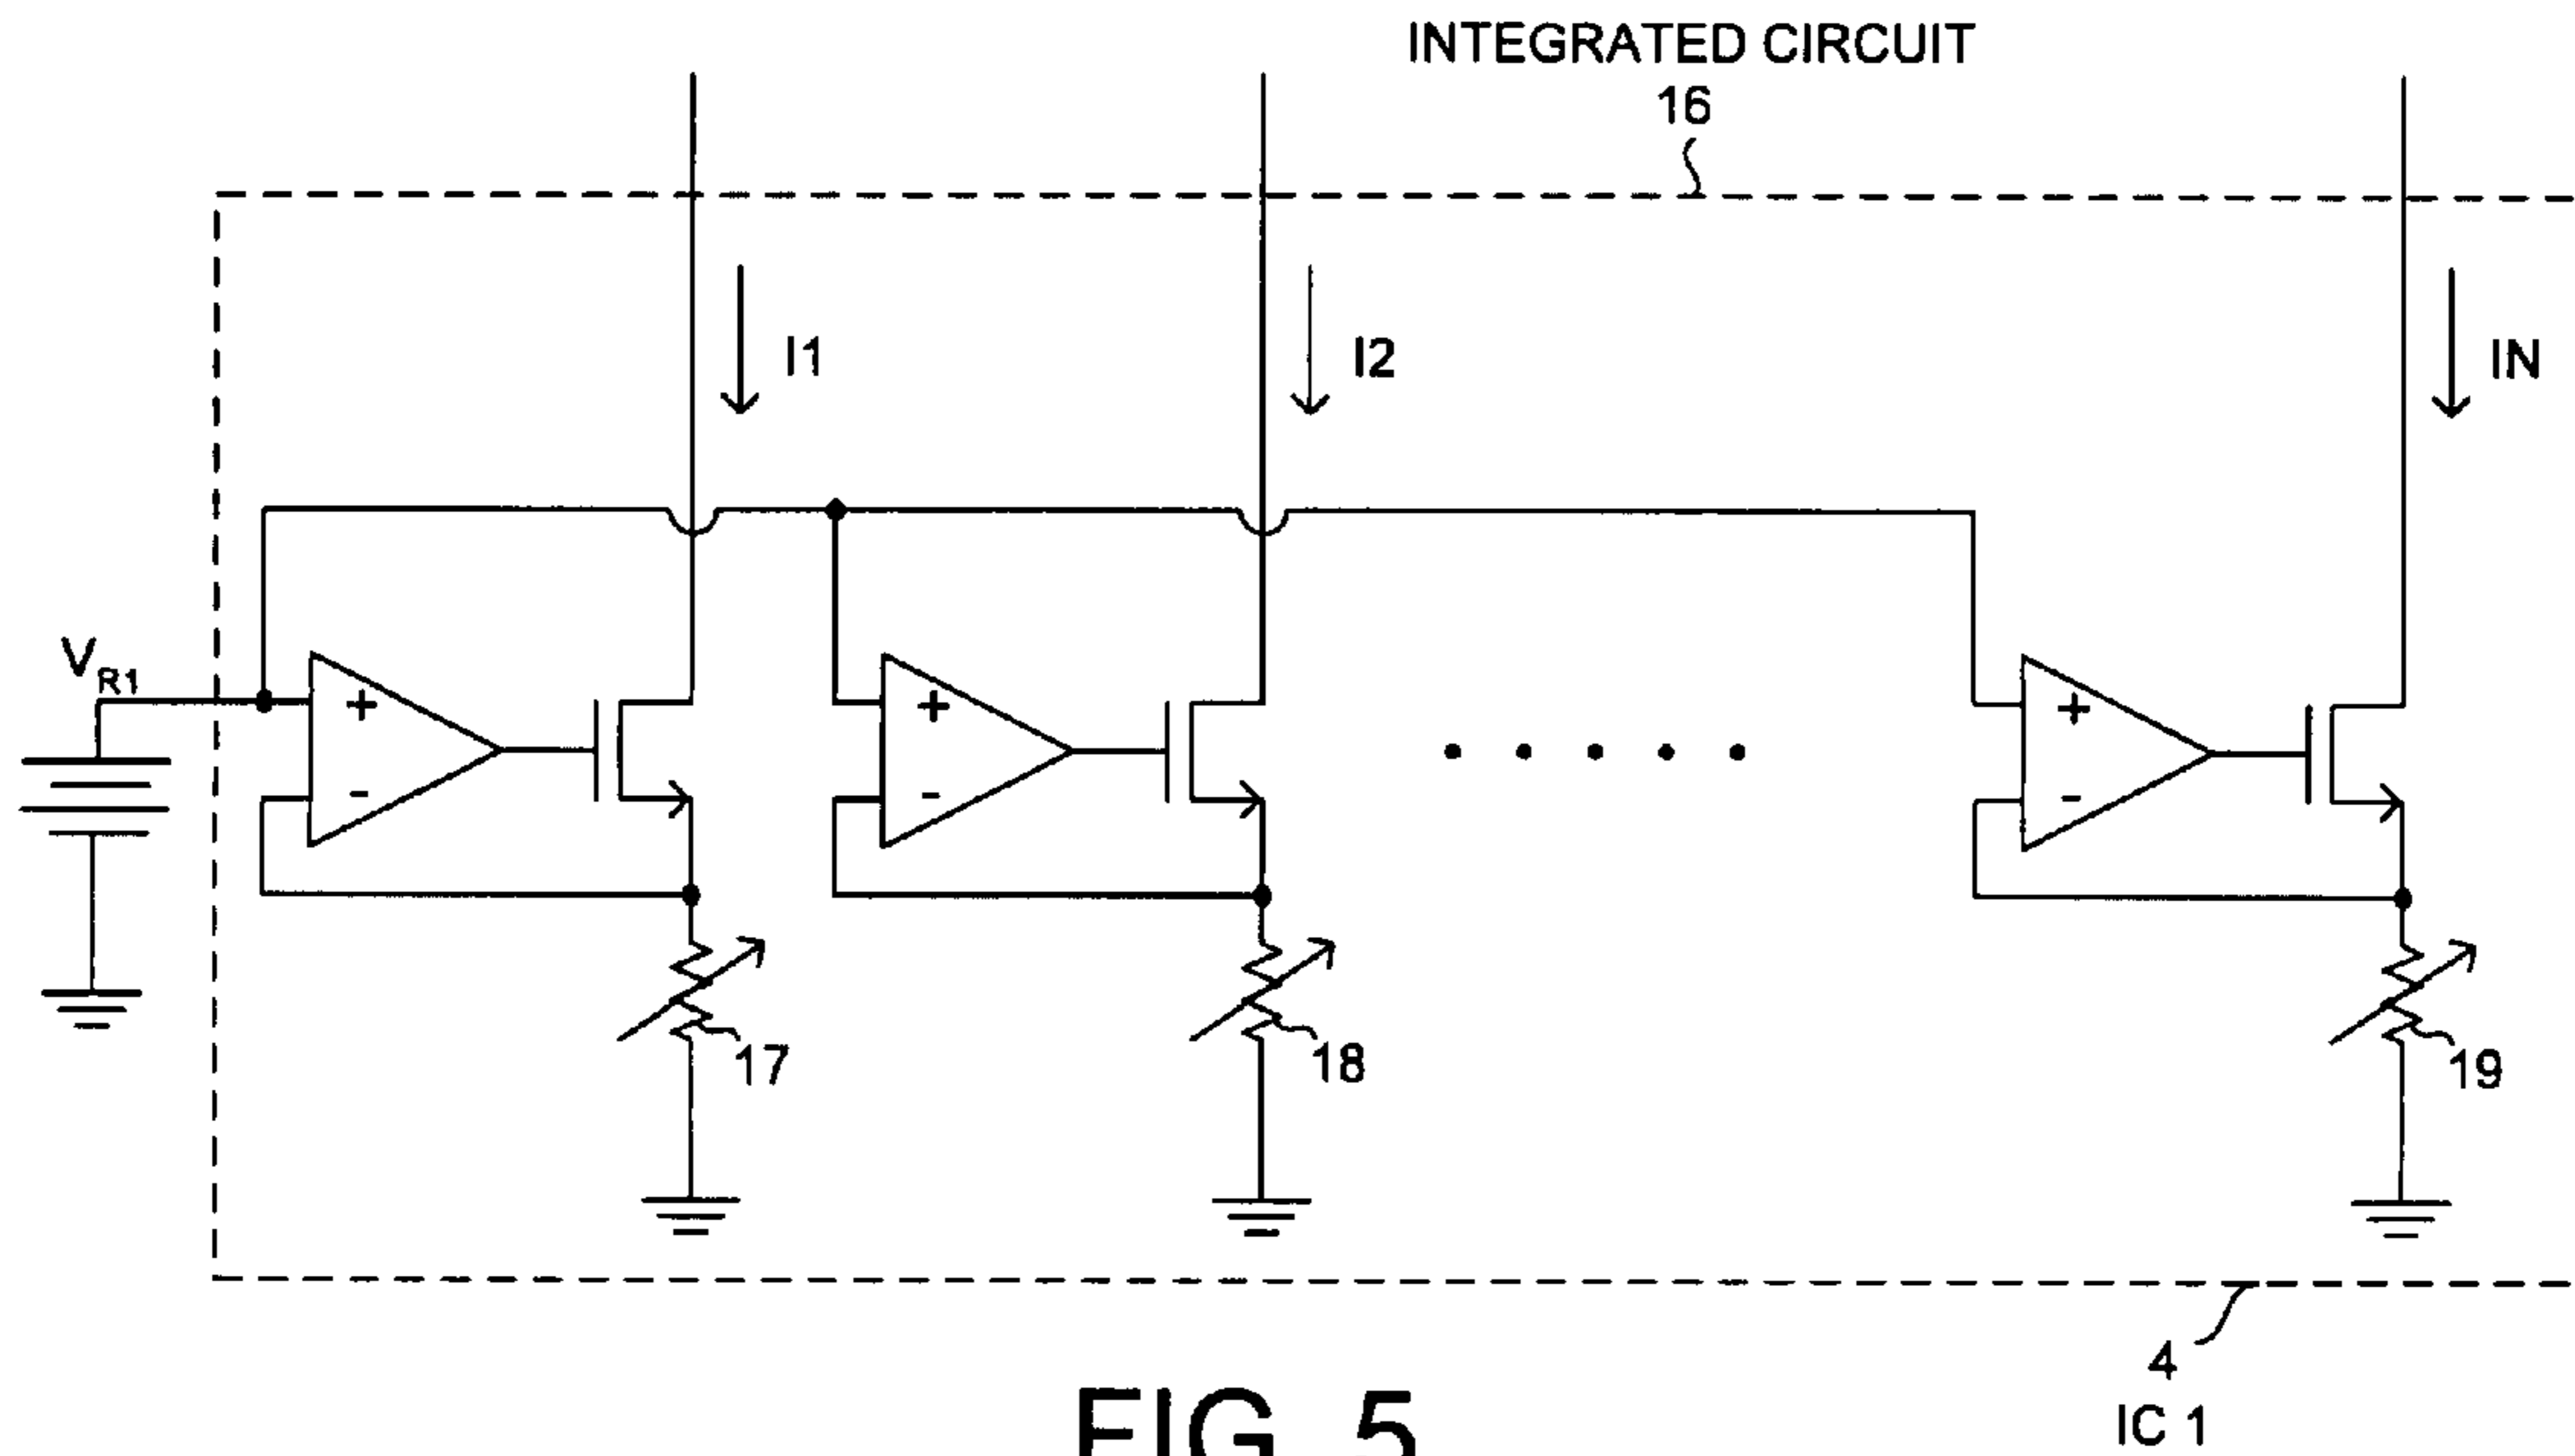 INTEGRATED CIRCUIT
16
I1
I2
IN
VR1
+
-
+
-
+
-
17
18
19
4
IC 1
FIG. 5